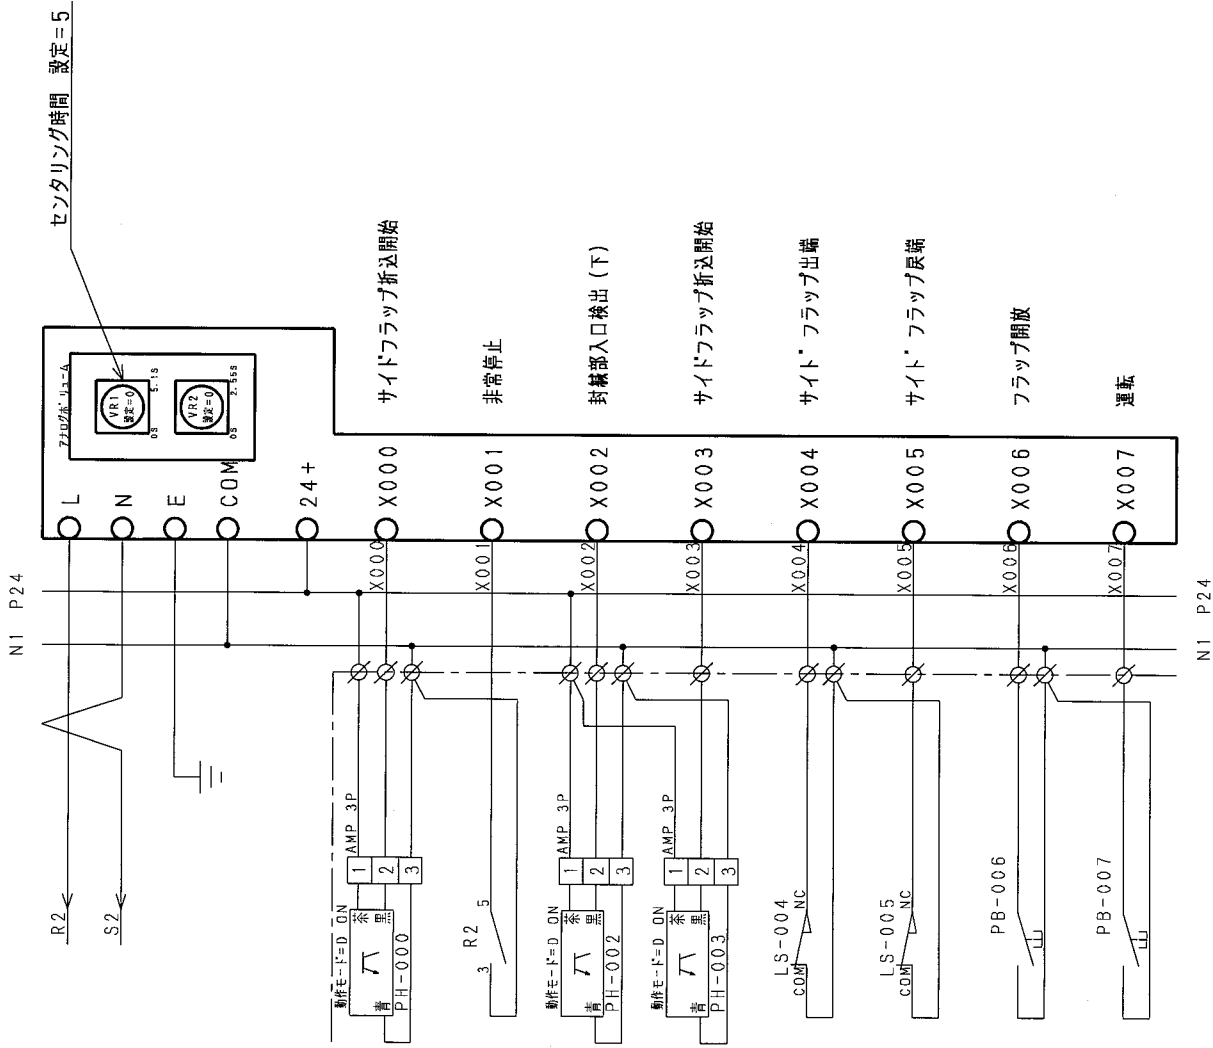 センタリング時間 設定=5
アナログボリューム
VR1
設定=0
0S 5.1S
VR2
設定=0
0S 2.55S
L
N
E
COM
24+
X000
X001
X002
X003
X004
X005
X006
X007
サイドフラップ折込開始
非常停止
封緘部入口検出(下)
サイドフラップ折込開始
サイドフラップ出端
サイドフラップ戻端
フラップ開放
運転
N1 P24
N1 P24
X000
X001
X002
X003
X004
X005
X006
X007
R2
S2
動作モード=D ON
茶 黒
青
PH-000
AMP 3P
1 2 3
R2
3 5
動作モード=D ON
茶 黒
青
PH-002
AMP 3P
1 2 3
動作モード=D ON
茶 黒
青
PH-003
AMP 3P
1 2 3
LS-004
COM NC
LS-005
COM NC
PB-006
PB-007